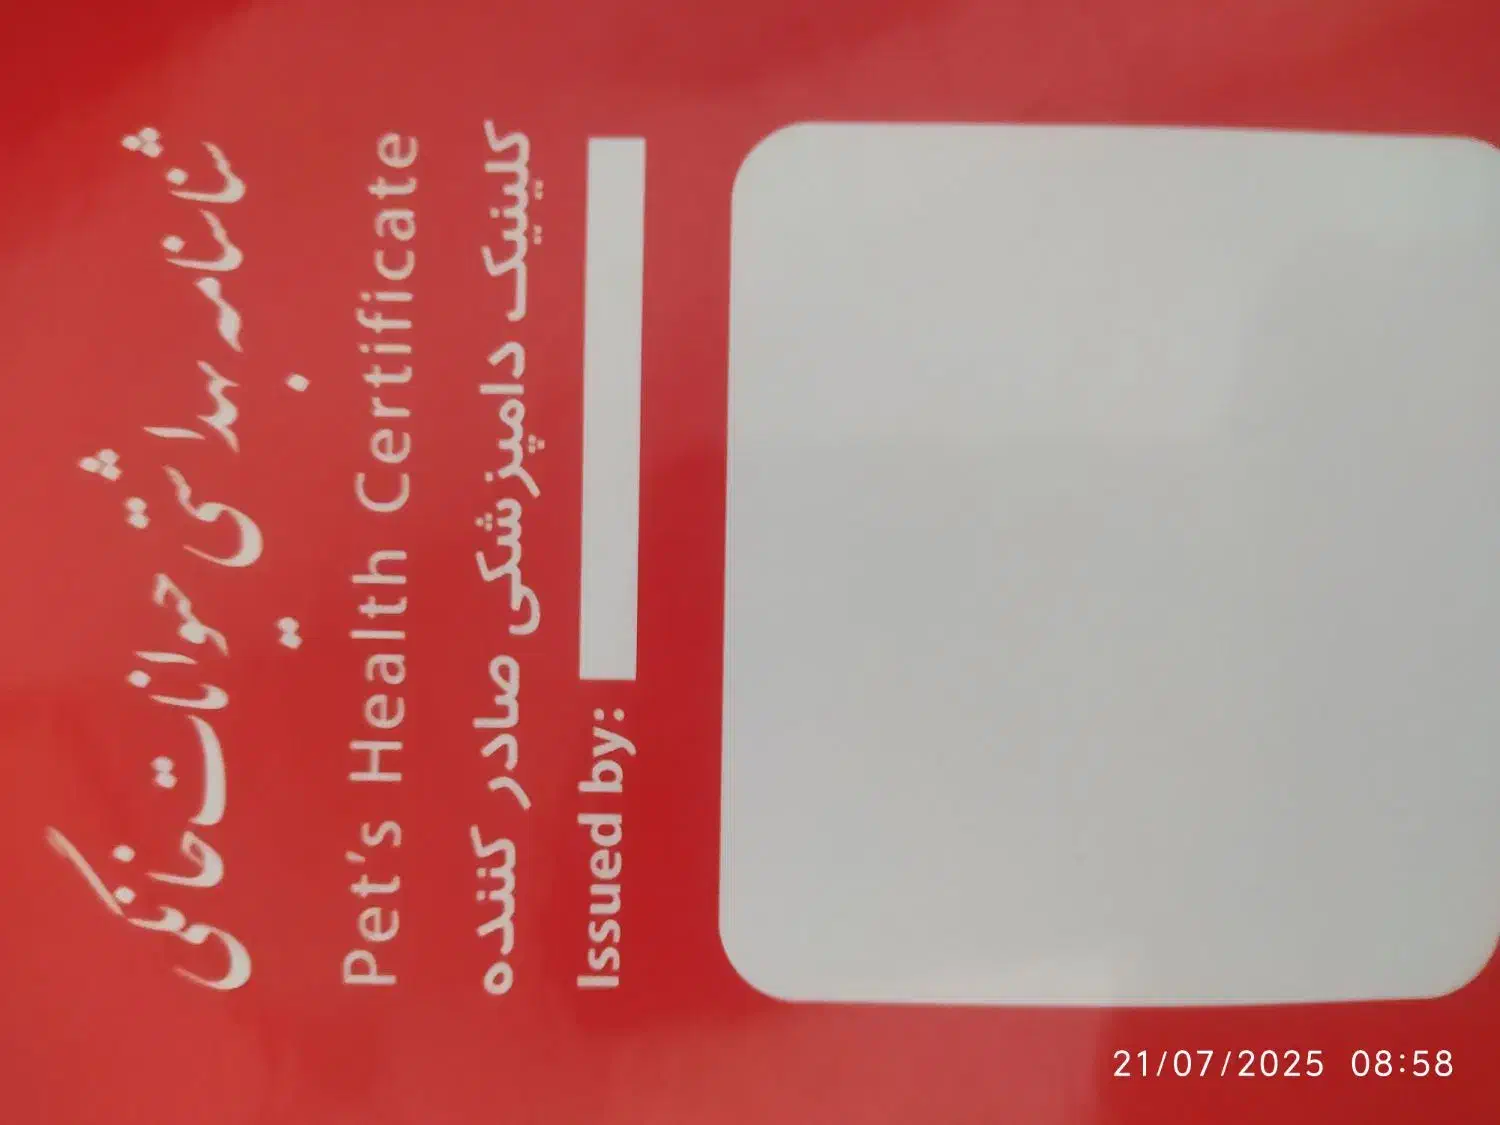 شناسنامه بهداشتی حیوانات خانگی
Pet's Health Certificate
کلینیک دامپزشکی صادر کننده
Issued by:
21/07/2025 08:58